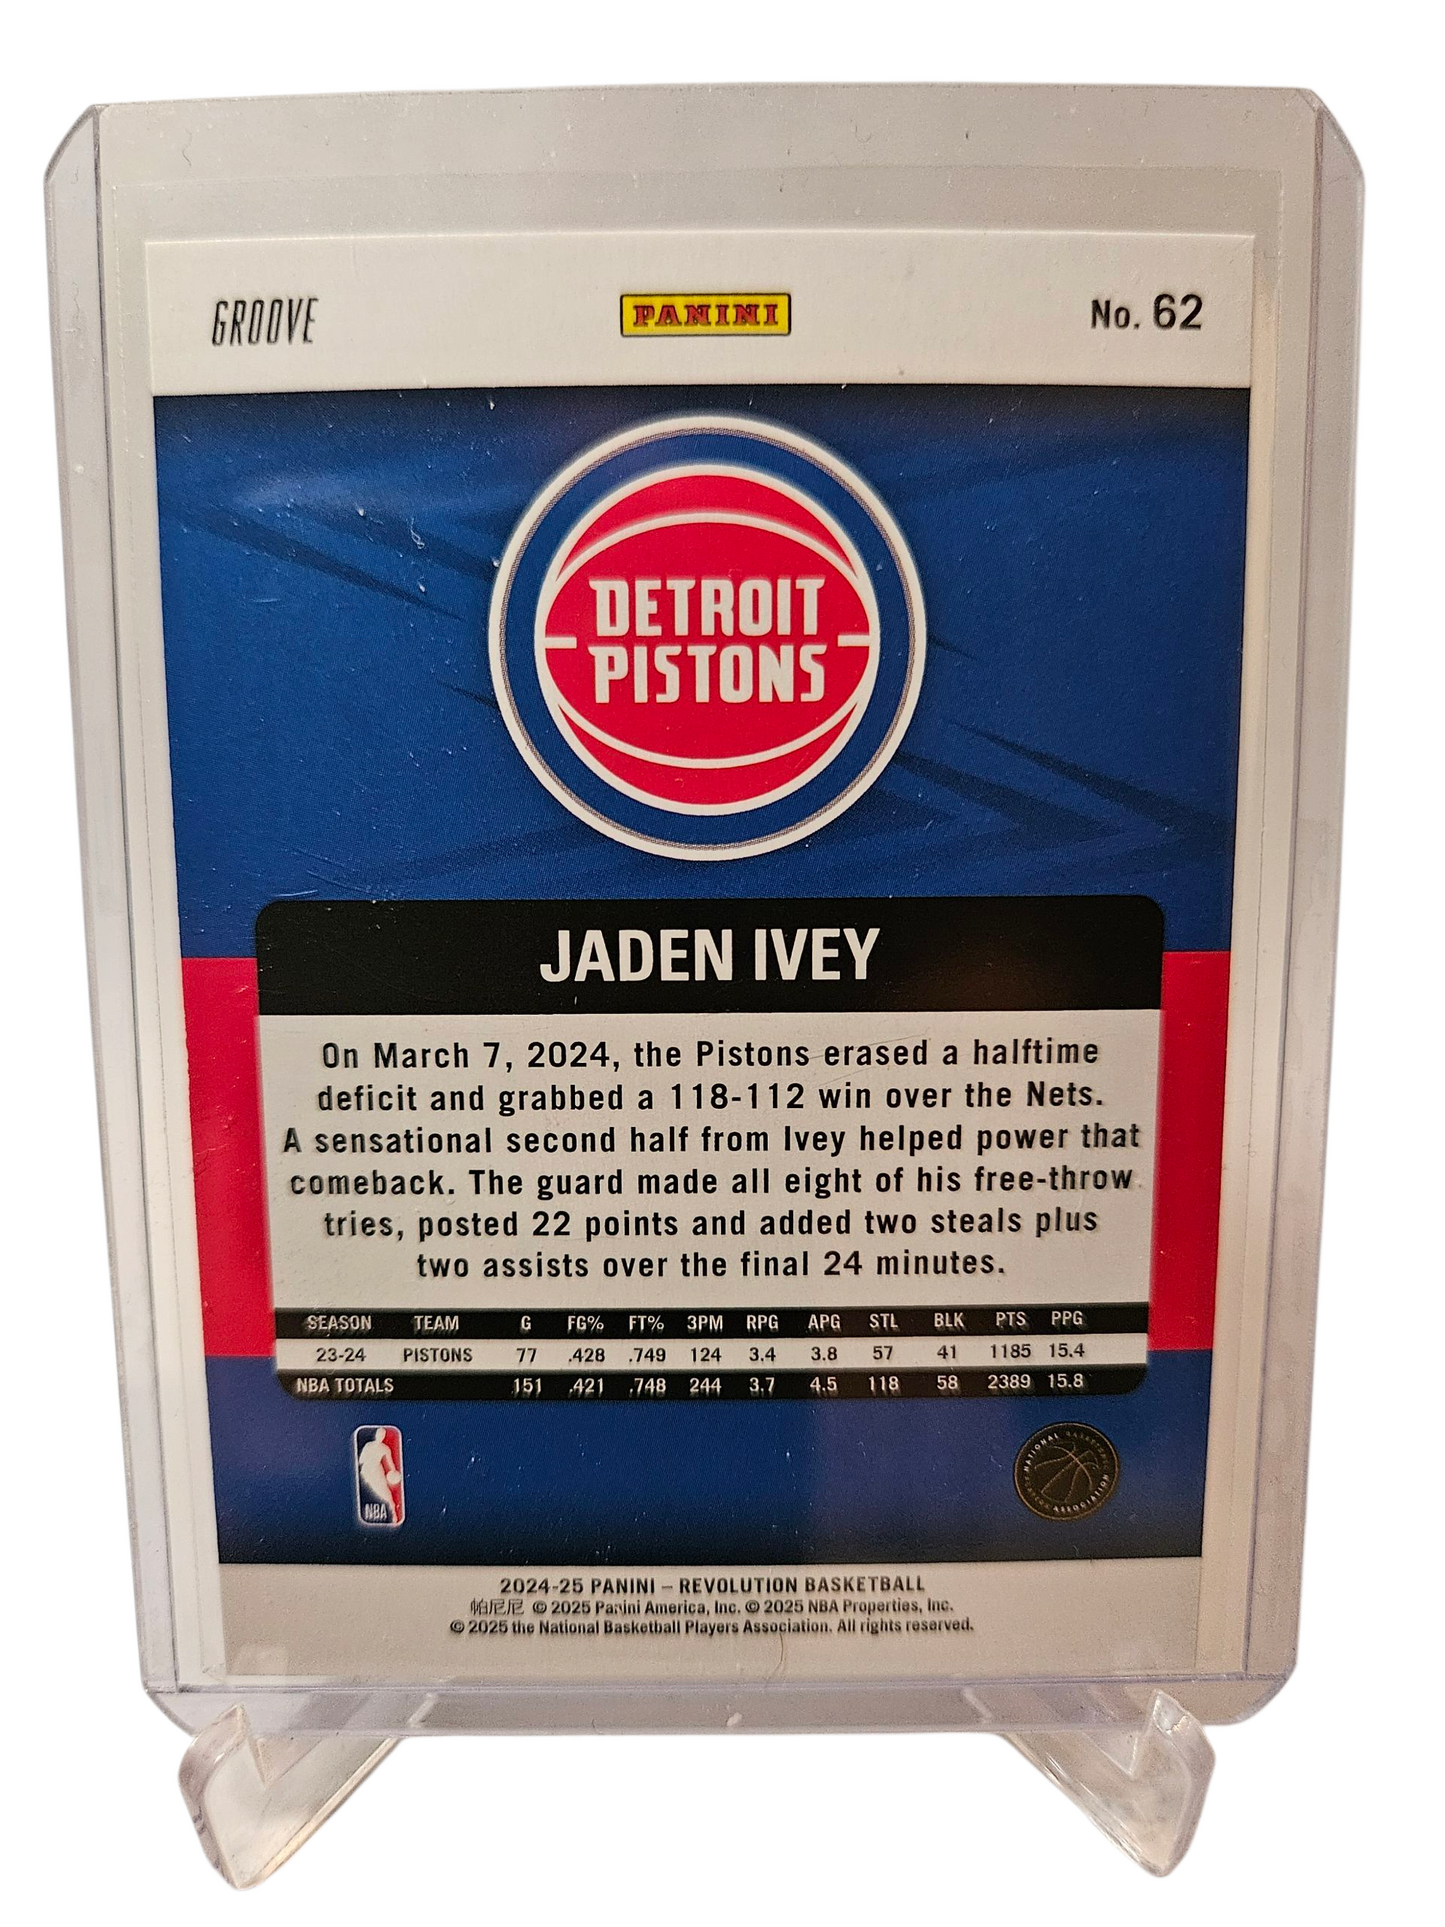 GROOVE
PANINI
No. 62
DETROIT
PISTONS
JADEN IVEY
On March 7, 2024, the Pistons erased a halftime
deficit and grabbed a 118-112 win over the Nets.
A sensational second half from Ivey helped power that
comeback. The guard made all eight of his free-throw
tries, posted 22 points and added two steals plus
two assists over the final 24 minutes.
SEASON TEAM G FG% FT% 3PM RPG APG STL BLK PTS PPG
23-24 PISTONS 77 .428 .749 124 3.4 3.8 57 41 1185 15.4
NBA TOTALS 151 .421 .748 244 3.7 4.5 118 58 2389 15.8
NBA
NATIONAL BASKETBALL
PLAYERS ASSOCIATION
2024-25 PANINI – REVOLUTION BASKETBALL
帕尼尼 © 2025 Panini America, Inc. © 2025 NBA Properties, Inc.
© 2025 the National Basketball Players Association. All rights reserved.